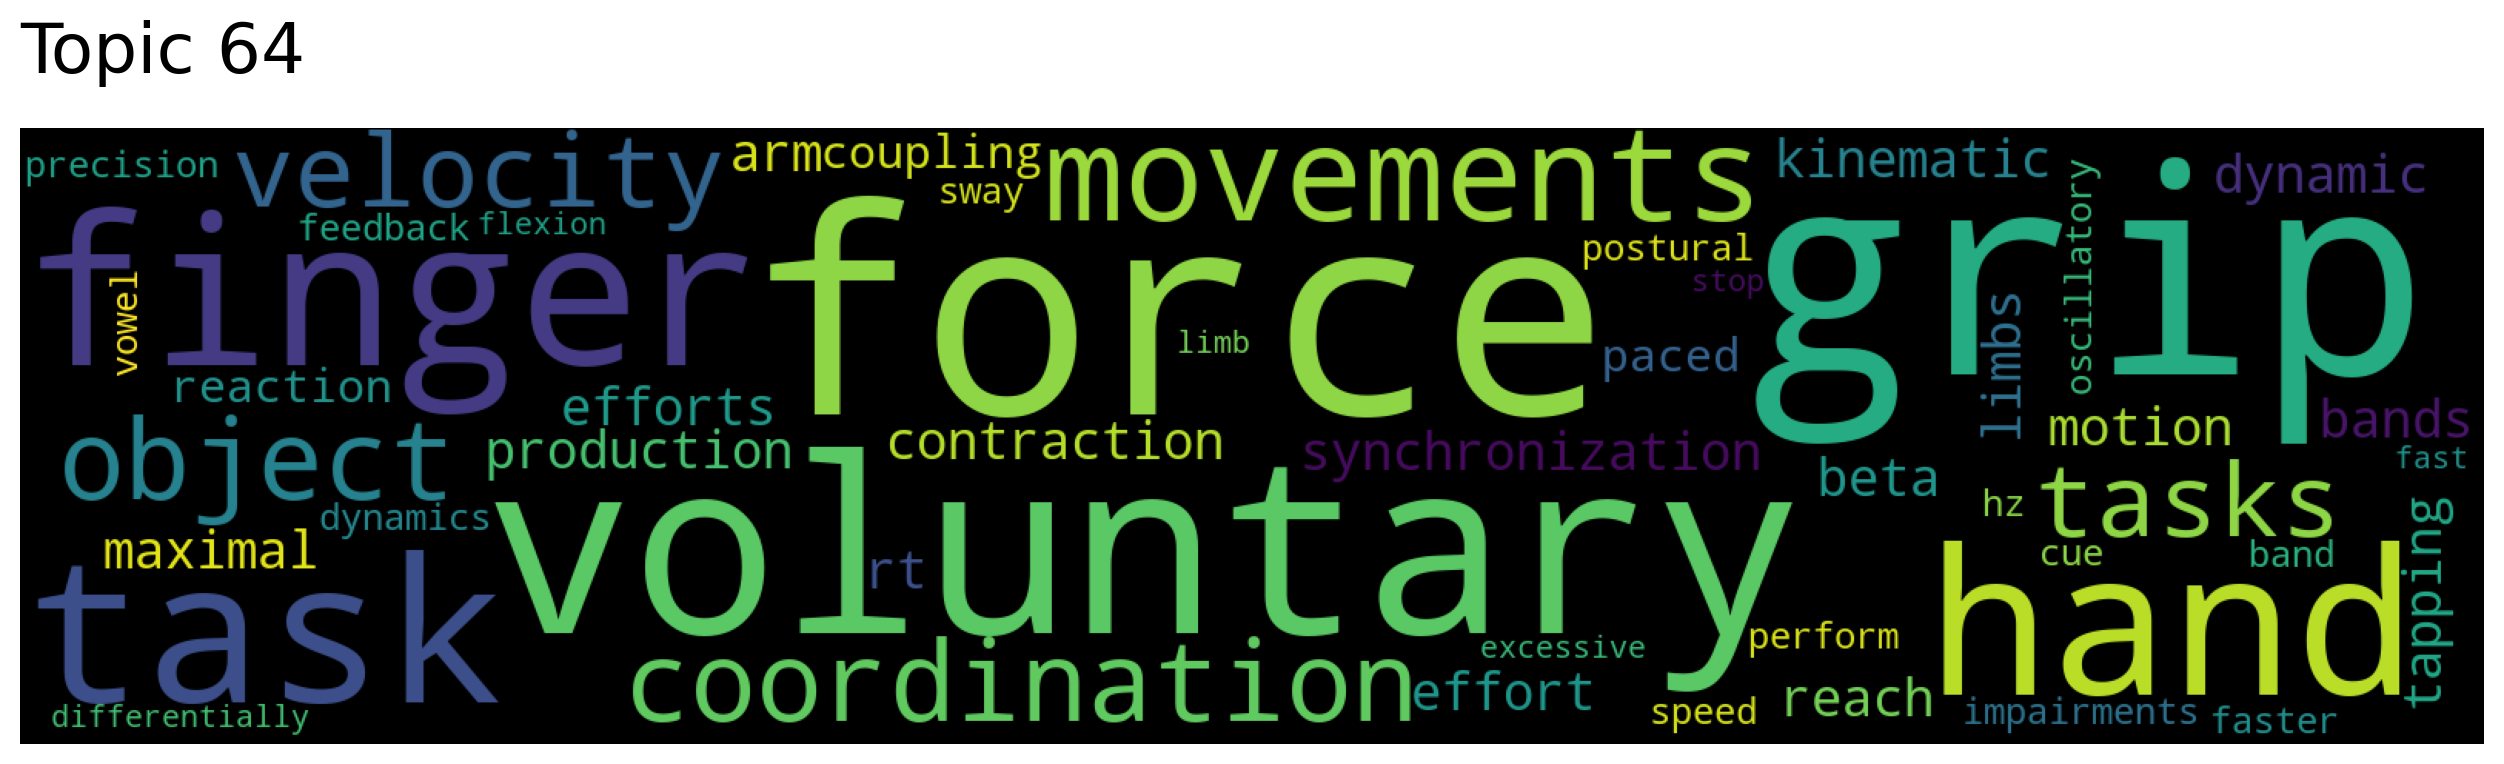 Topic 64
precision
velocity
arm
coupling
sway
movements
kinematic
dynamic
feedback
flexion
finger
force
grip
postural
stop
oscillatory
vowel
limb
paced
limbs
reaction
efforts
object
production
contraction
synchronization
motion
bands
fast
beta
hz
tasks
dynamics
voluntary
maximal
rt
cue
band
tapping
task
hand
coordination
excessive
perform
effort
reach
speed
impairments
faster
differentially